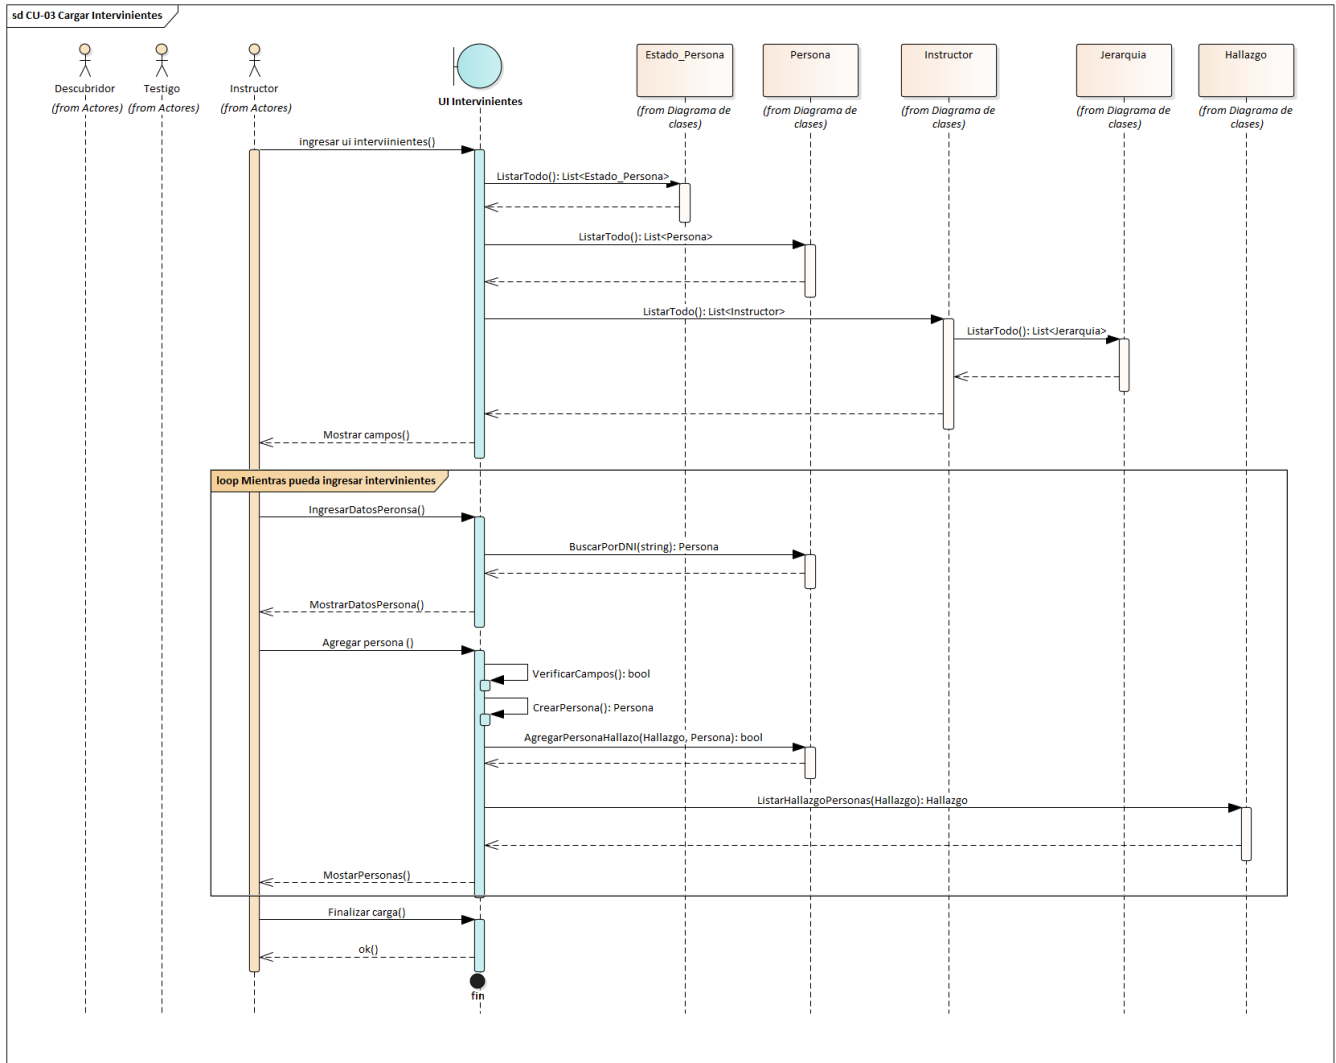 sd CU-03 Cargar Intervinientes
Descubridor
(from Actores)
Testigo
(from Actores)
Instructor
(from Actores)
UI Intervinientes
Estado_Persona
(from Diagrama de
clases)
Persona
(from Diagrama de
clases)
Instructor
(from Diagrama de
clases)
Jerarquia
(from Diagrama de
clases)
Hallazgo
(from Diagrama de
clases)
ingresar ui interviinientes()
ListarTodo(): List<Estado_Persona>
ListarTodo(): List<Persona>
ListarTodo(): List<Instructor>
ListarTodo(): List<Jerarquia>
Mostrar campos()
loop Mientras pueda ingresar intervinientes
IngresarDatosPeronsa()
BuscarPorDNI(string): Persona
MostrarDatosPersona()
Agregar persona ()
VerificarCampos(): bool
CrearPersona(): Persona
AgregarPersonaHallazo(Hallazgo, Persona): bool
ListarHallazgoPersonas(Hallazgo): Hallazgo
MostarPersonas()
Finalizar carga()
ok()
fin